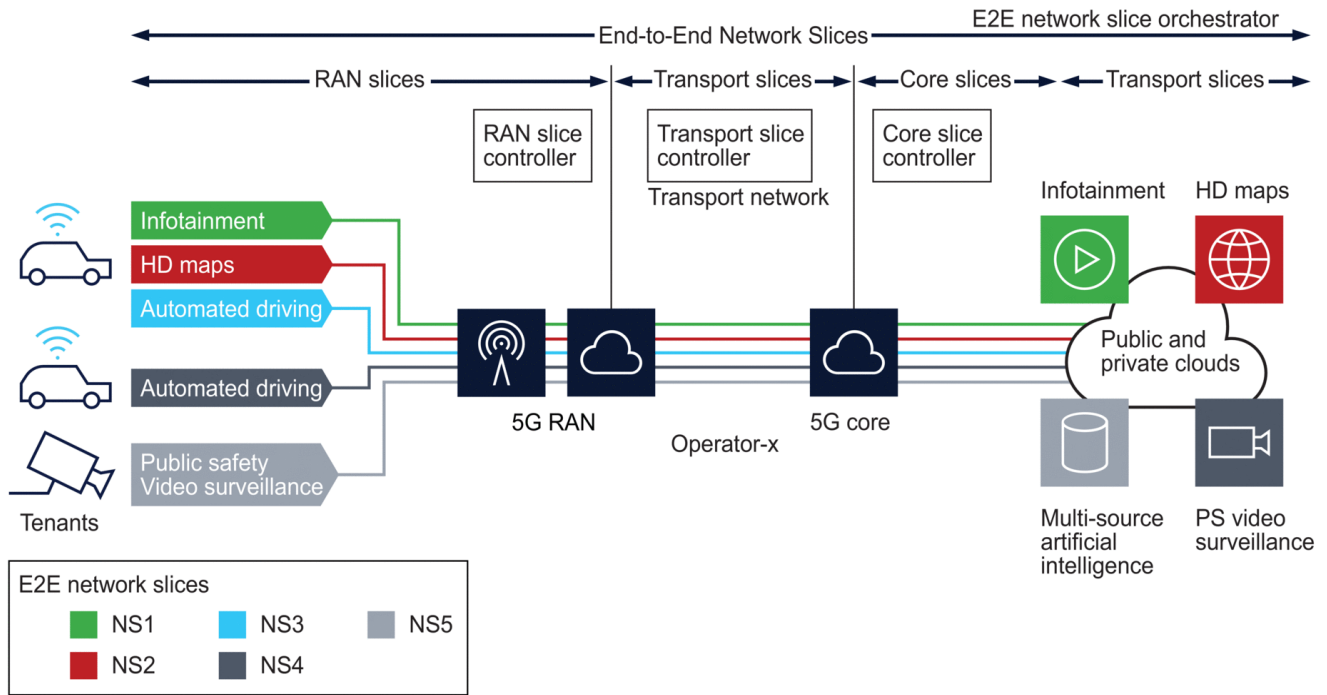 E2E network slice orchestrator
End-to-End Network Slices
RAN slices
Transport slices
Core slices
Transport slices
RAN slice
controller
Transport slice
controller
Core slice
controller
Transport network
Infotainment
HD maps
Infotainment
HD maps
Automated driving
Automated driving
Public and
private clouds
5G RAN
5G core
Operator-x
Public safety
Video surveillance
Tenants
Multi-source
artificial
intelligence
PS video
surveillance
E2E network slices
NS1
NS3
NS5
NS2
NS4